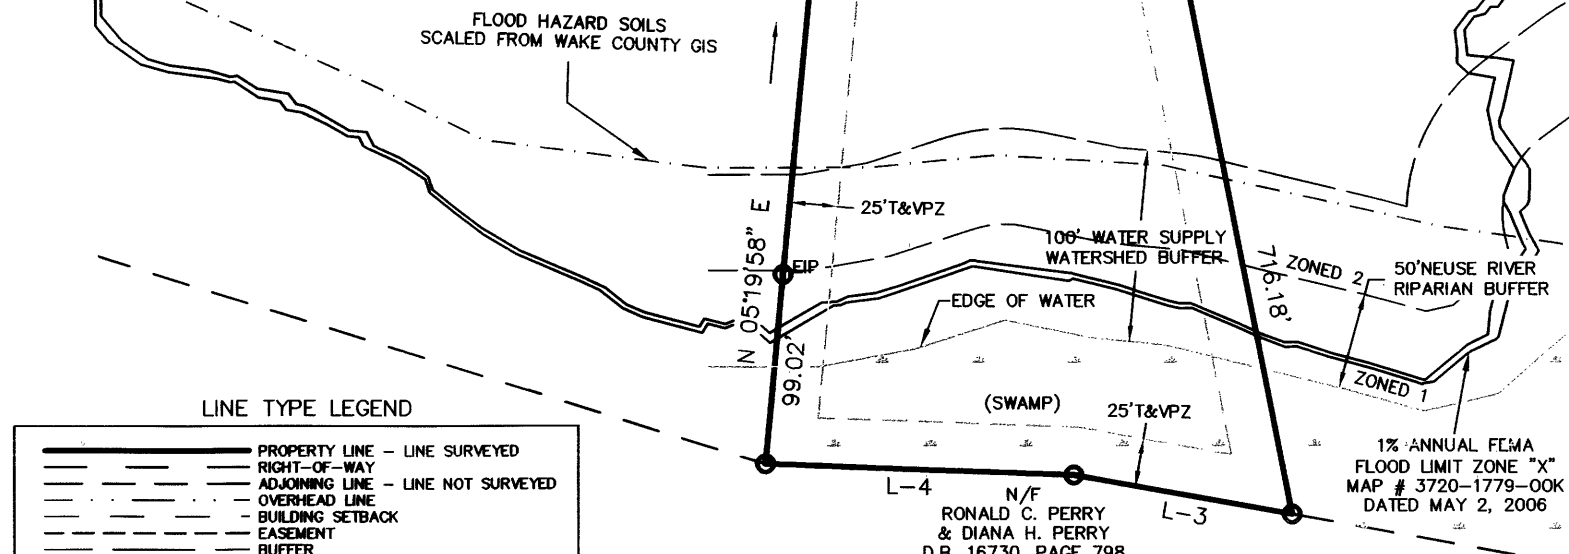 FLOOD HAZARD SOILS
SCALED FROM WAKE COUNTY GIS
25'T&VPZ
N 05°19'58" E
EIP
99.02'
100' WATER SUPPLY
WATERSHED BUFFER
716.18'
ZONED 2
50'NEUSE RIVER
RIPARIAN BUFFER
EDGE OF WATER
ZONED 1
(SWAMP)
25'T&VPZ
1% ANNUAL FEMA
FLOOD LIMIT ZONE "X"
MAP # 3720-1779-00K
DATED MAY 2, 2006
L-4
L-3
N/F
RONALD C. PERRY
& DIANA H. PERRY
D.B. 16730, PAGE 798
LINE TYPE LEGEND
PROPERTY LINE - LINE SURVEYED
RIGHT-OF-WAY
ADJOINING LINE - LINE NOT SURVEYED
OVERHEAD LINE
BUILDING SETBACK
EASEMENT
BUFFER